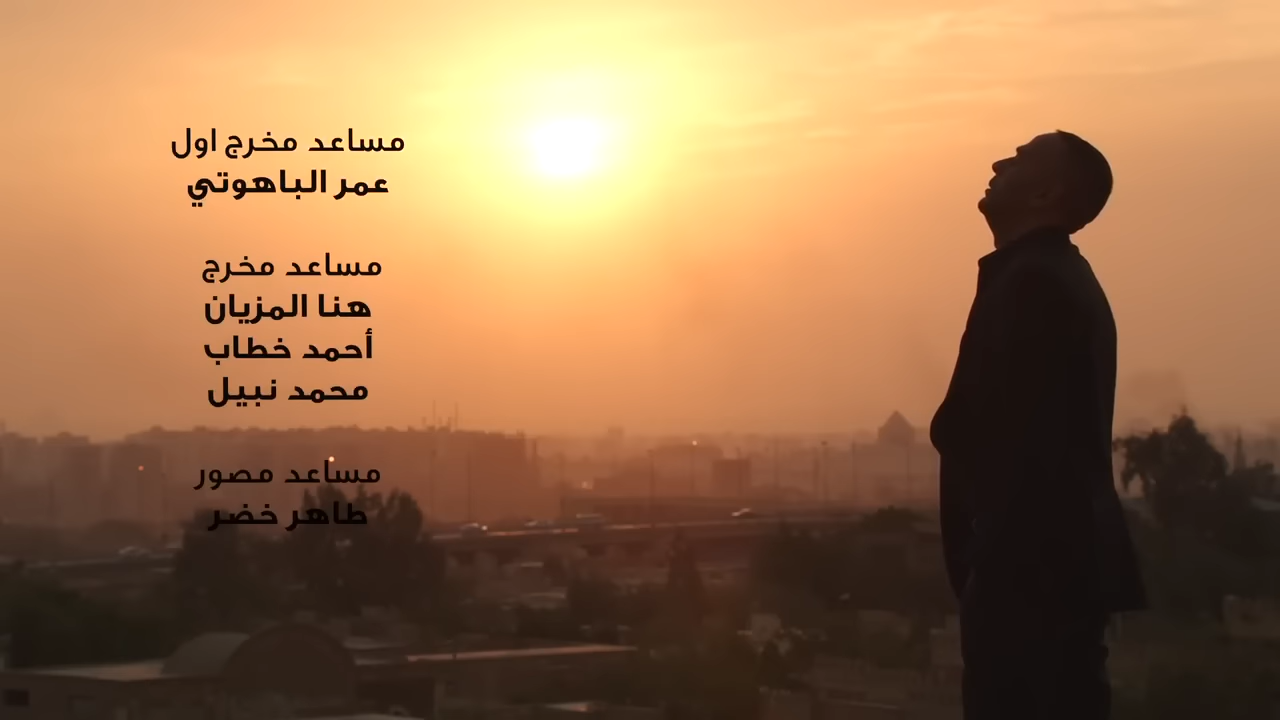 مساعد مخرج اول
عمر الباهوتي
مساعد مخرج
هنا المزيان
أحمد خطاب
محمد نبيل
مساعد مصور
طاهر خضر